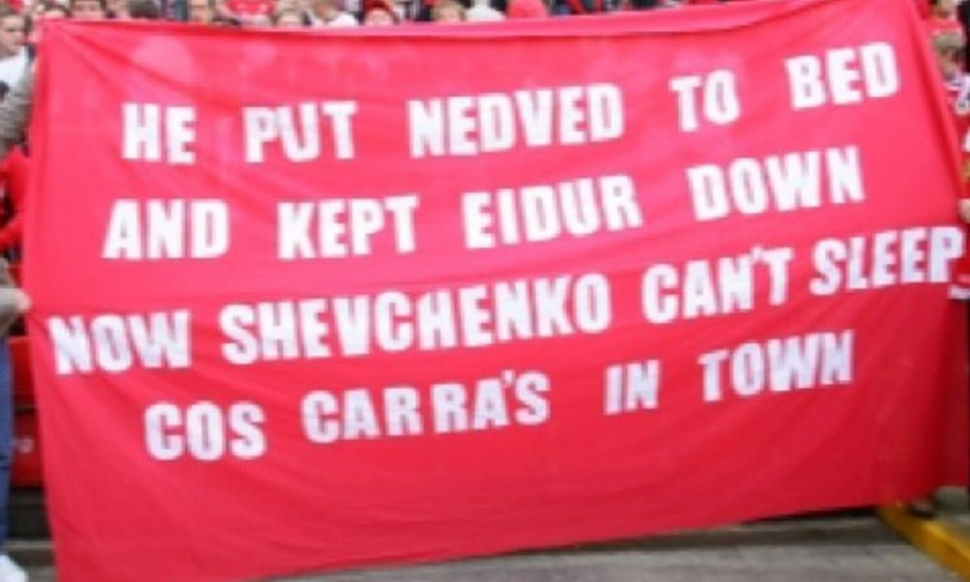 HE PUT NEDVED TO BED
AND KEPT EIDUR DOWN
NOW SHEVCHENKO CAN'T SLEEP
COS CARRA'S IN TOWN